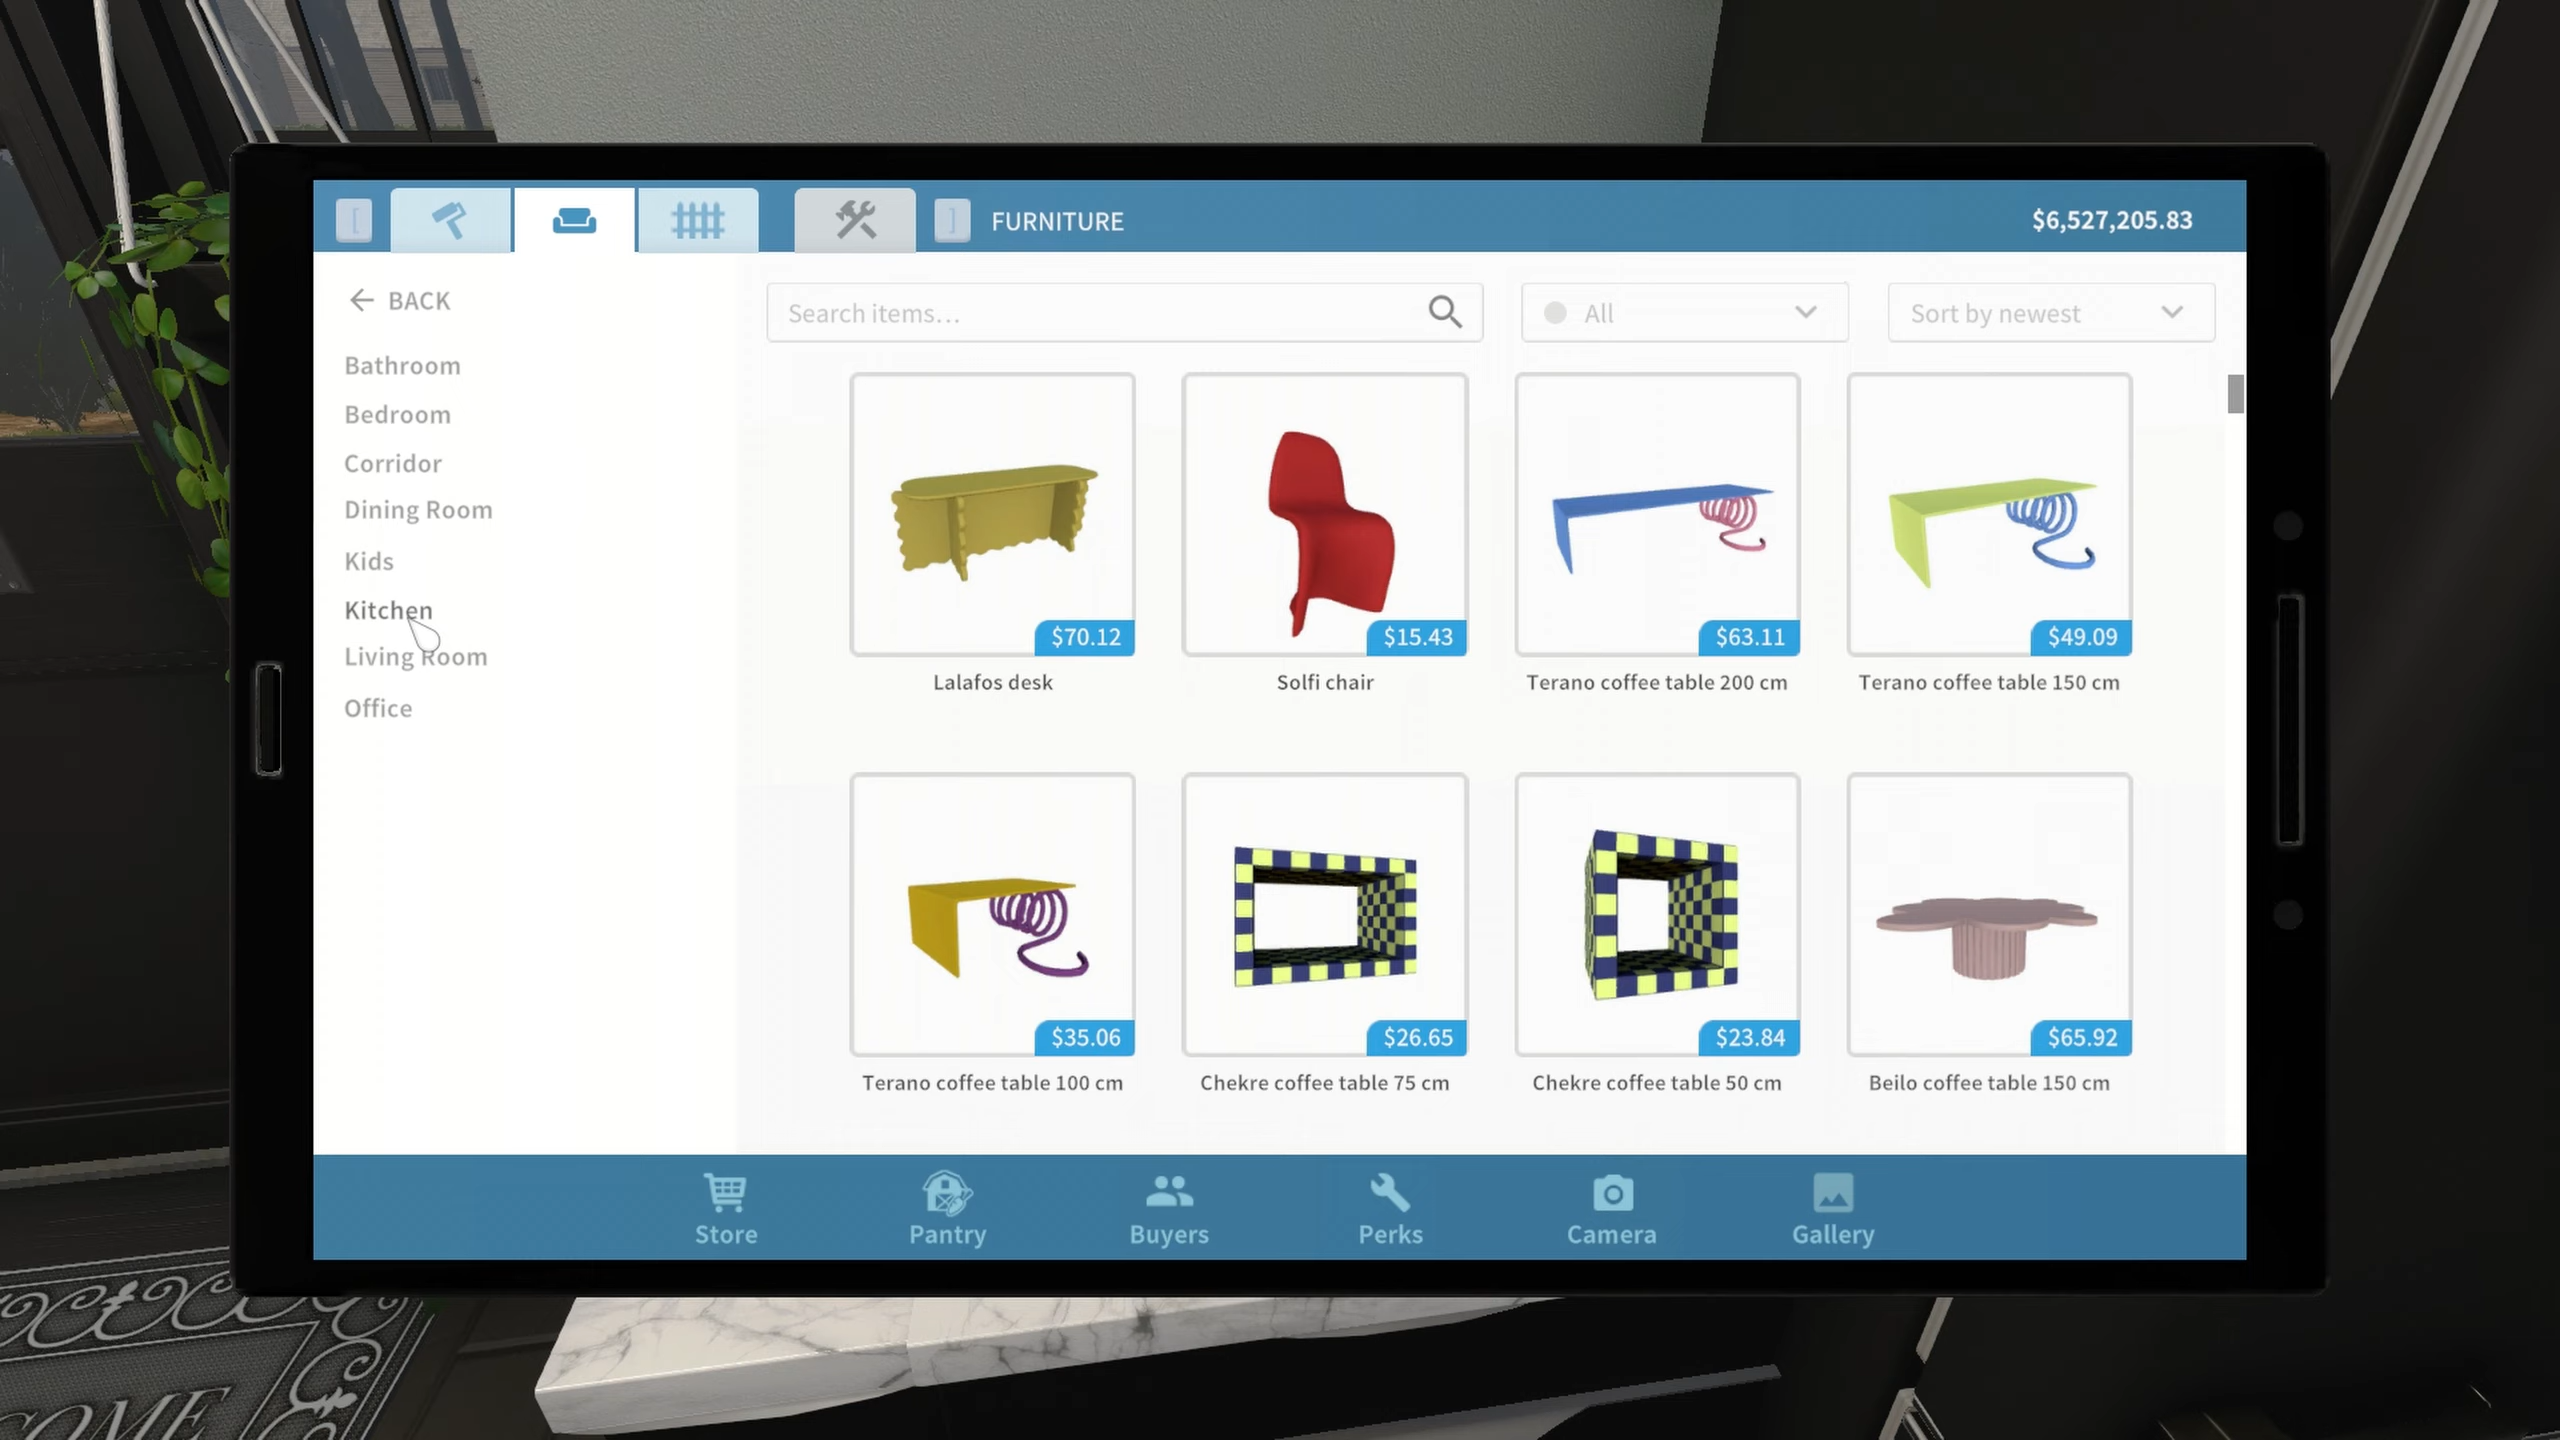 [
]
FURNITURE
$6,527,205.83
BACK
Bathroom
Bedroom
Corridor
Dining Room
Kids
Kitchen
Living Room
Office
Search items...
All
Sort by newest
$70.12
$15.43
$63.11
$49.09
Lalafos desk
Solfi chair
Terano coffee table 200 cm
Terano coffee table 150 cm
$35.06
$26.65
$23.84
$65.92
Terano coffee table 100 cm
Chekre coffee table 75 cm
Chekre coffee table 50 cm
Beilo coffee table 150 cm
Store
Pantry
Buyers
Perks
Camera
Gallery
COME